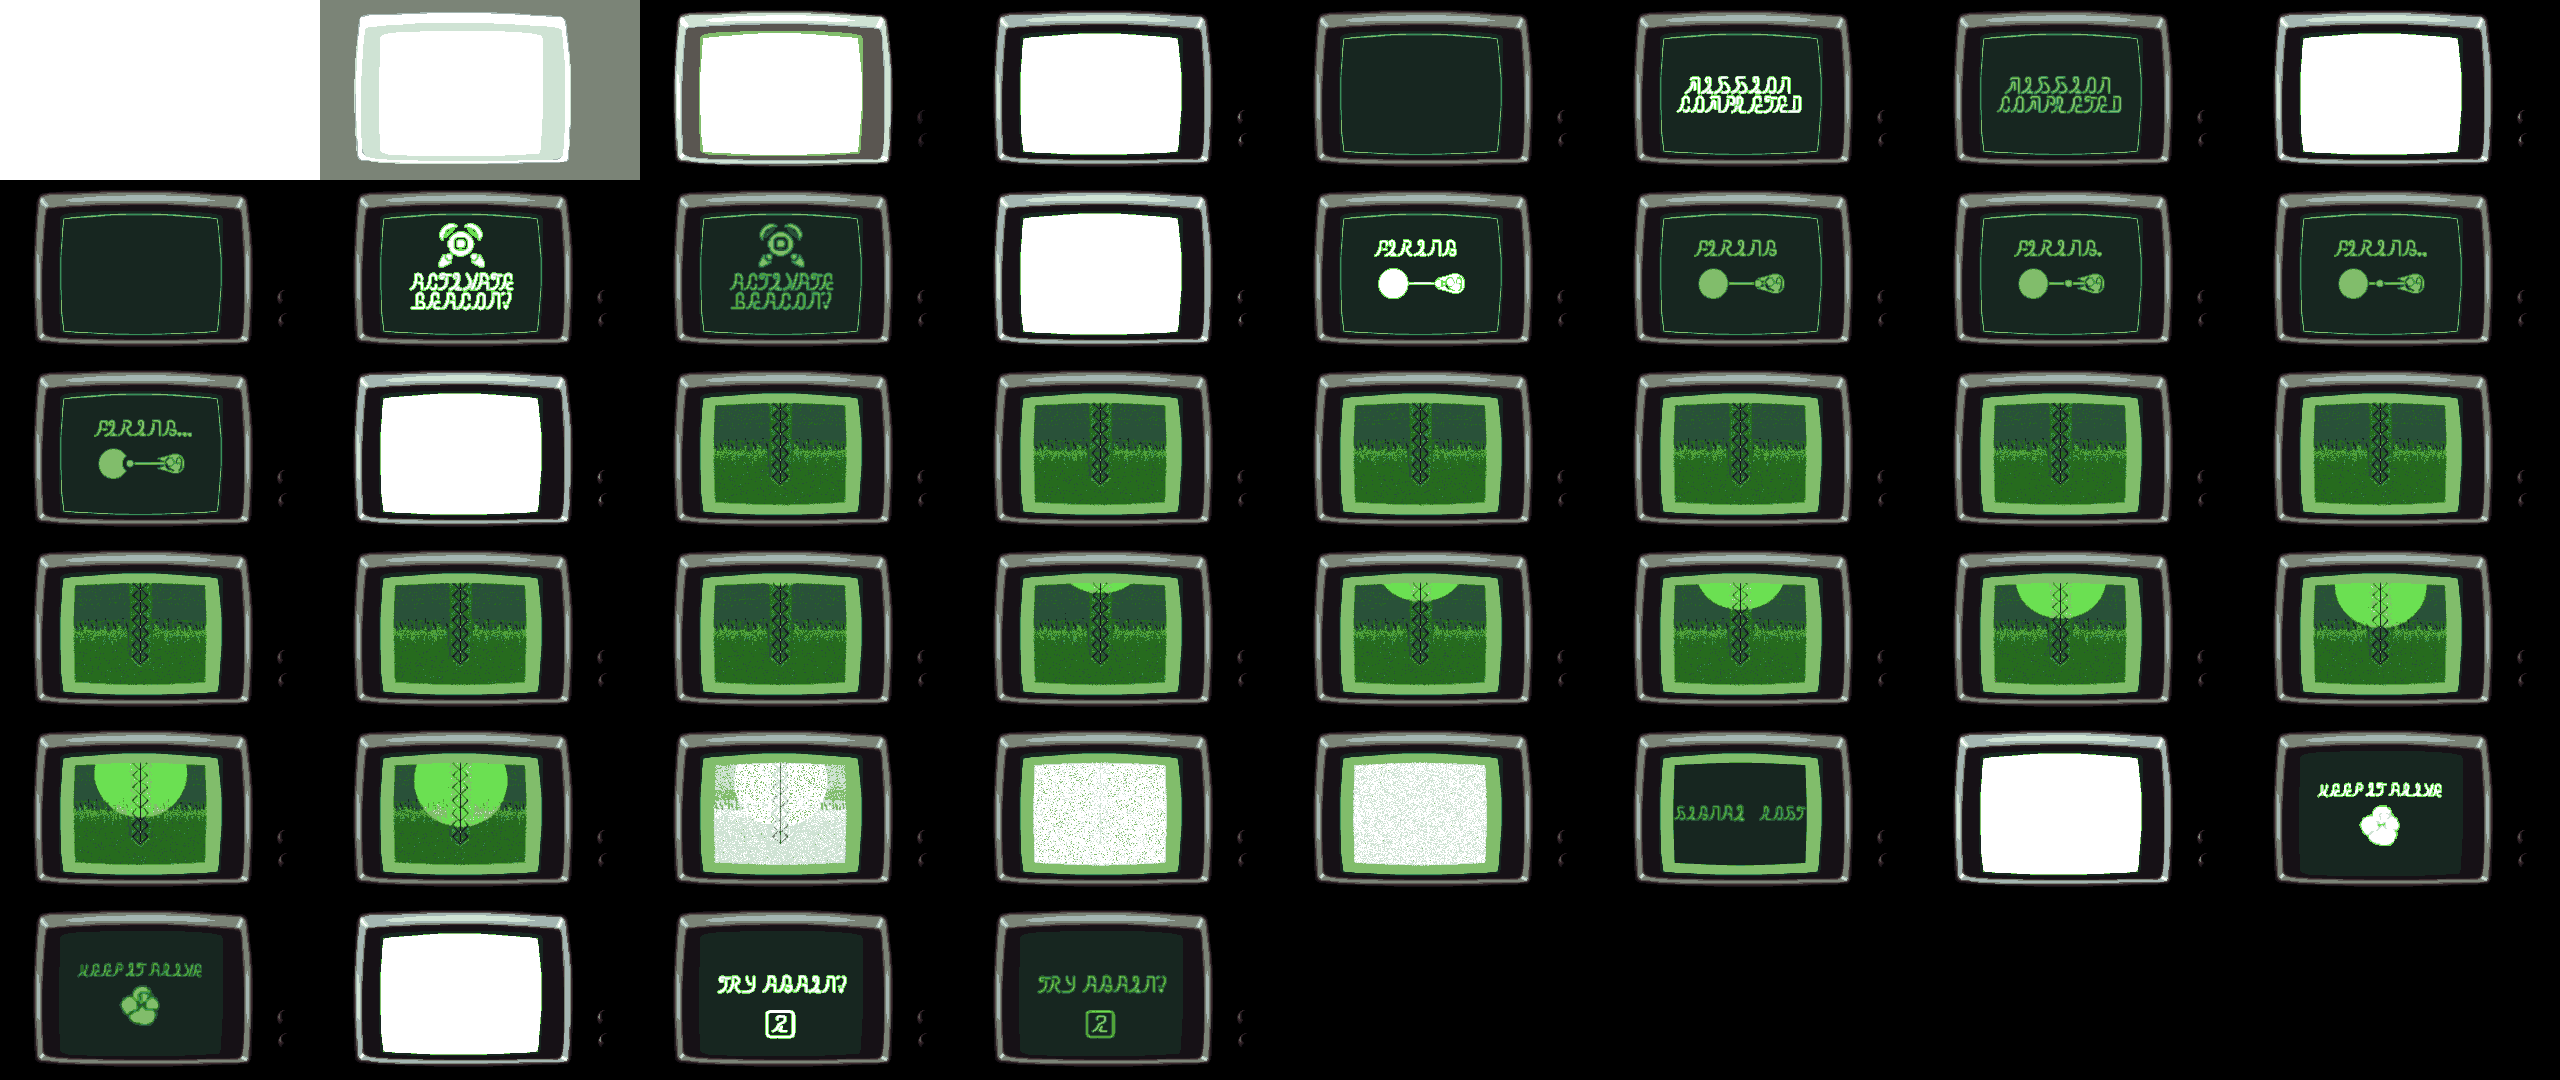 MISSION
COMPLETED
MISSION
COMPLETED
ACTIVATE
BEACON?
ACTIVATE
BEACON?
FIRING
FIRING
FIRING.
FIRING..
FIRING...
SIGNAL LOST
KEEP IT ALIVE
KEEP IT ALIVE
TRY AGAIN?
R
TRY AGAIN?
R